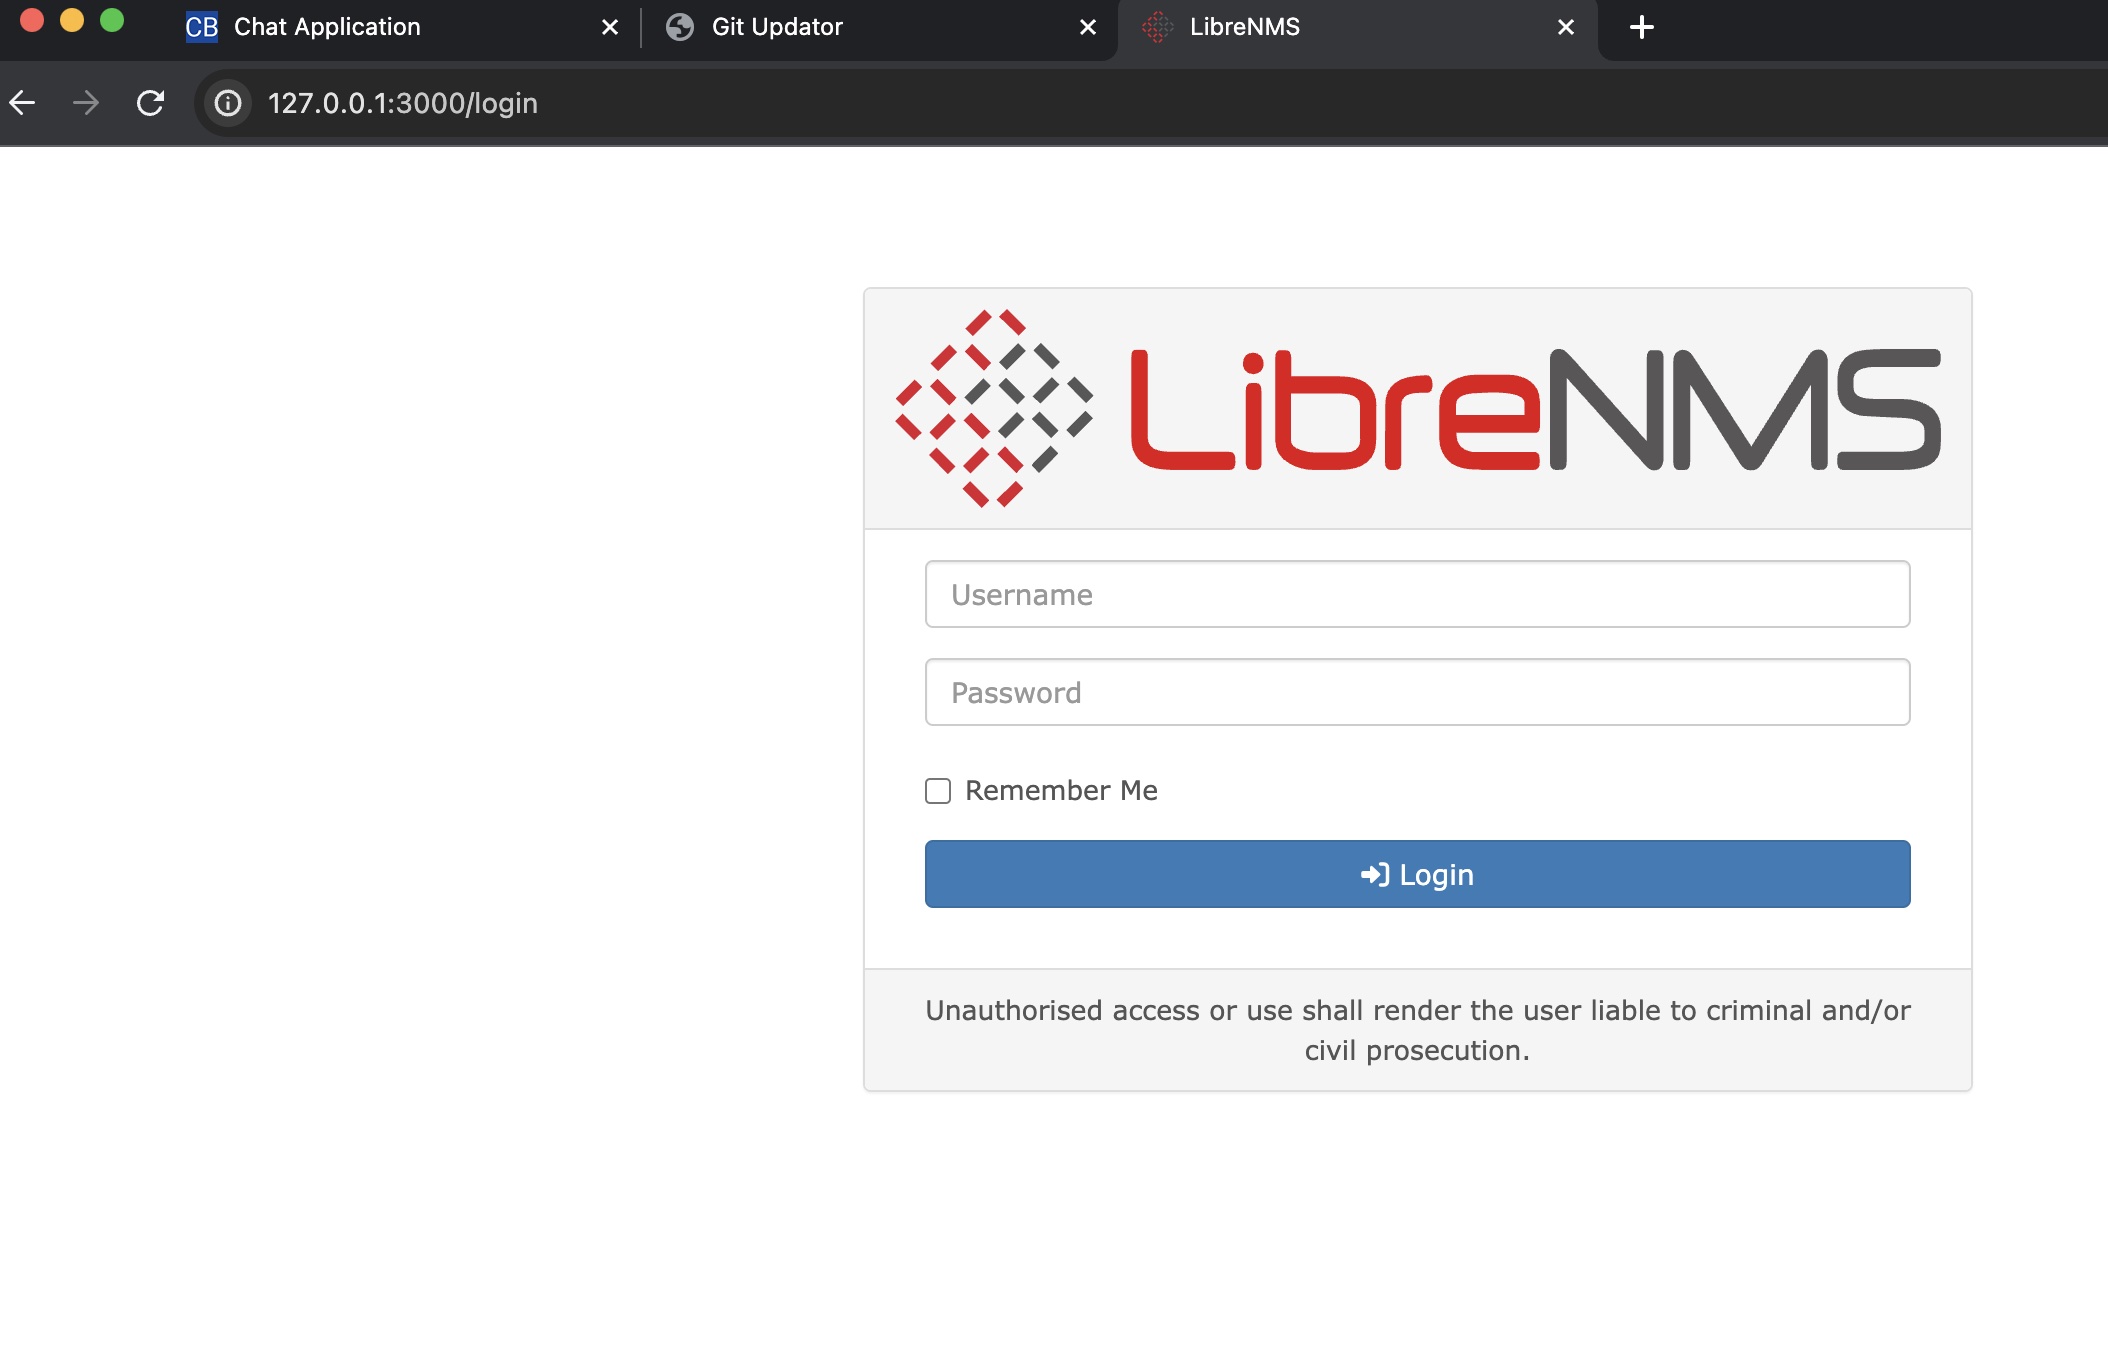 CB Chat Application Git Updator LibreNMS
127.0.0.1:3000/login
LibreNMS
Username
Password
Remember Me
Login
Unauthorised access or use shall render the user liable to criminal and/or
civil prosecution.